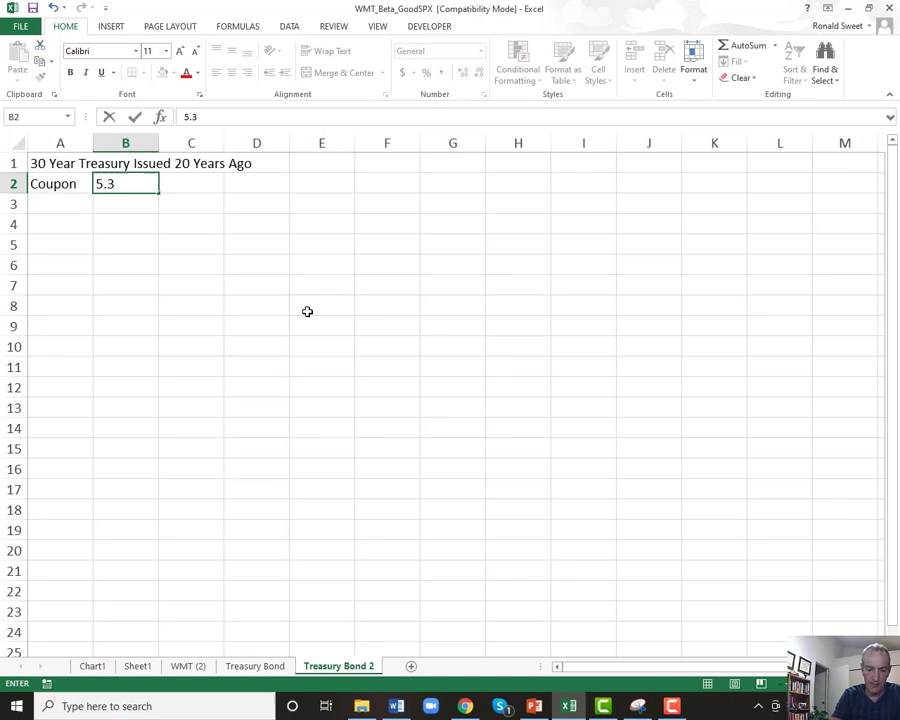 WMT_Beta_GoodSPX [Compatibility Mode] - Excel
FILE HOME INSERT PAGE LAYOUT FORMULAS DATA REVIEW VIEW DEVELOPER Ronald Sweet
Paste
Clipboard
Calibri 11
B I U
Font
Wrap Text
Merge & Center
Alignment
General
$ % ,
Number
Conditional Formatting
Format as Table
Cell Styles
Styles
Insert Delete Format
Cells
AutoSum
Fill
Clear
Sort & Filter
Find & Select
Editing
B2 5.3
A B C D E F G H I J K L M
1 30 Year Treasury Issued 20 Years Ago
2 Coupon 5.3
3
4
5
6
7
8
9
10
11
12
13
14
15
16
17
18
19
20
21
22
23
24
25
Chart1 Sheet1 WMT (2) Treasury Bond Treasury Bond 2
ENTER
Type here to search